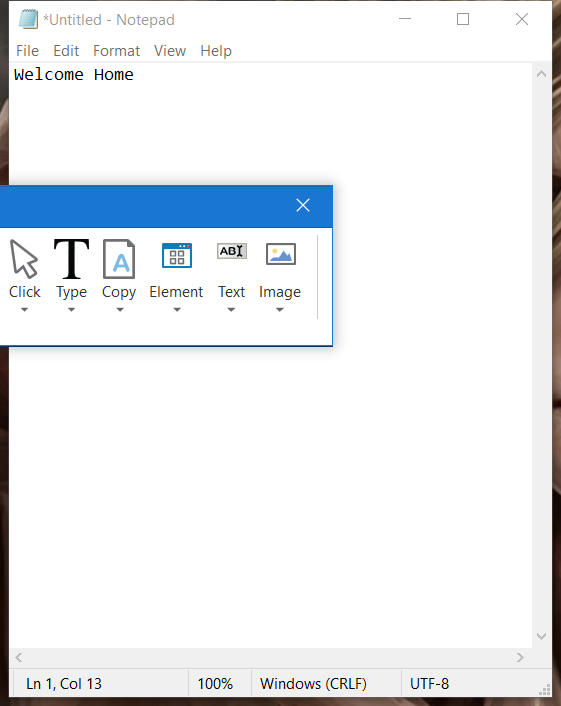 *Untitled - Notepad
File Edit Format View Help
Welcome Home
T A ABI
Click Type Copy Element Text Image
Ln 1, Col 13 100% Windows (CRLF) UTF-8